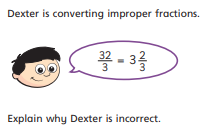 Dexter is converting improper fractions.
32/3 = 3 2/3
Explain why Dexter is incorrect.